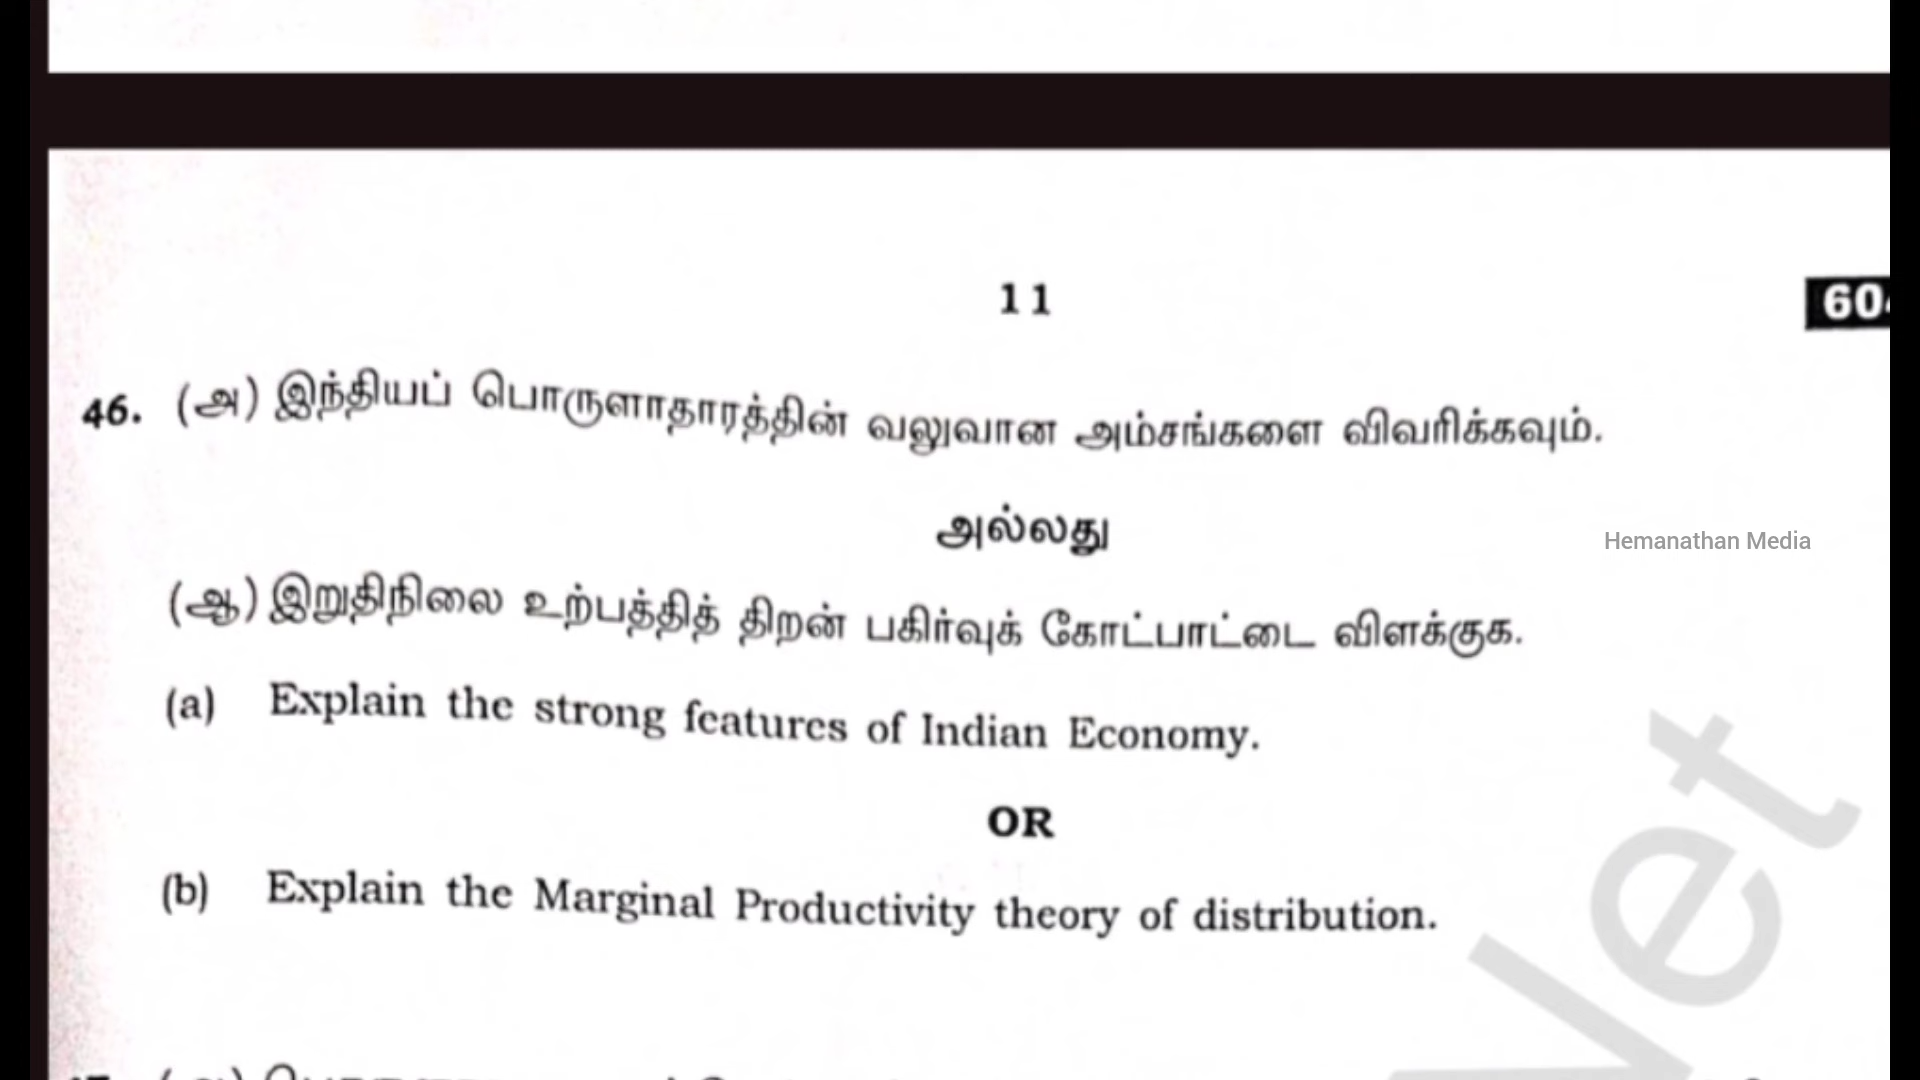 11
46. (அ) இந்தியப் பொருளாதாரத்தின் வலுவான அம்சங்களை விவரிக்கவும்.
அல்லது
Hemanathan Media
(ஆ) இறுதிநிலை உற்பத்தித் திறன் பகிர்வுக் கோட்பாட்டை விளக்குக.
(a) Explain the strong features of Indian Economy.
OR
(b) Explain the Marginal Productivity theory of distribution.